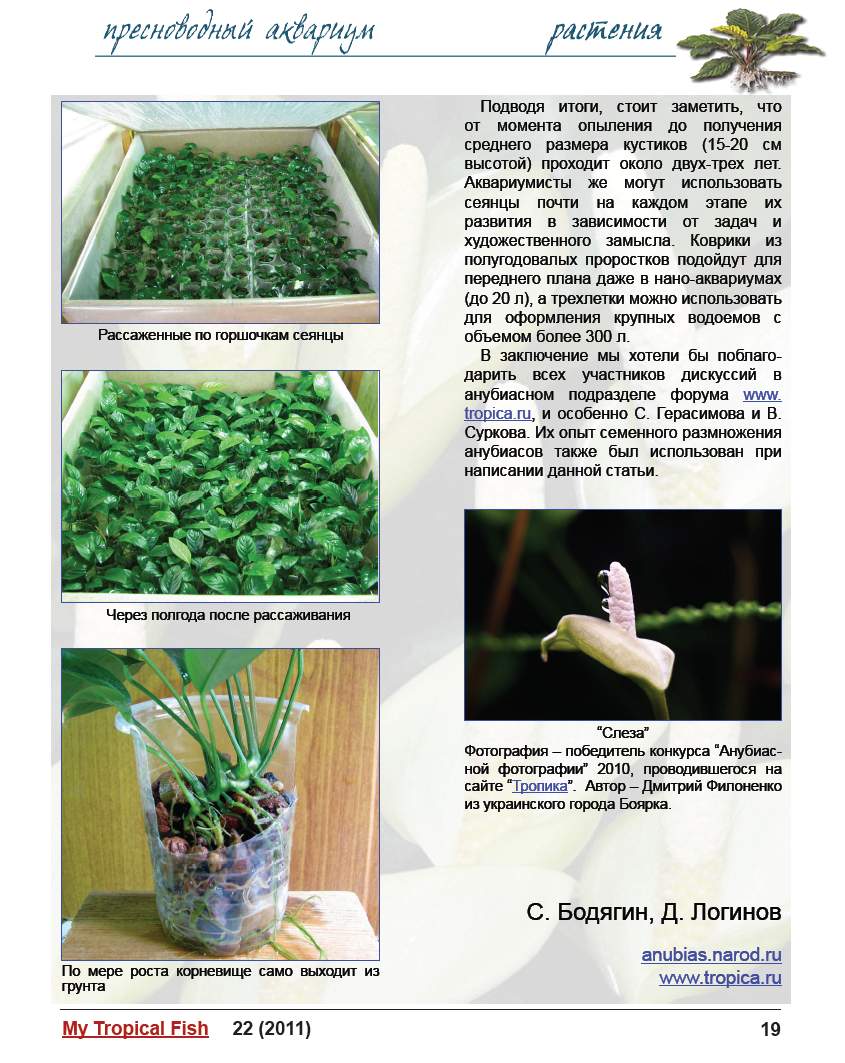 пресноводный аквариум
растения
Рассаженные по горшочкам сеянцы
Через полгода после рассаживания
По мере роста корневище само выходит из
грунта
Подводя итоги, стоит заметить, что
от момента опыления до получения
среднего размера кустиков (15-20 см
высотой) проходит около двух-трех лет.
Аквариумисты же могут использовать
сеянцы почти на каждом этапе их
развития в зависимости от задач и
художественного замысла. Коврики из
полугодовалых проростков подойдут для
переднего плана даже в нано-аквариумах
(до 20 л), а трехлетки можно использовать
для оформления крупных водоемов с
объемом более 300 л.
В заключение мы хотели бы поблаго-
дарить всех участников дискуссий в
анубиасном подразделе форума www.
tropica.ru, и особенно С. Герасимова и В.
Суркова. Их опыт семенного размножения
анубиасов также был использован при
написании данной статьи.
“Слеза”
Фотография – победитель конкурса “Анубиас-
ной фотографии” 2010, проводившегося на
сайте “Тропика”. Автор – Дмитрий Филоненко
из украинского города Боярка.
С. Бодягин, Д. Логинов
anubias.narod.ru
www.tropica.ru
My Tropical Fish 22 (2011) 19